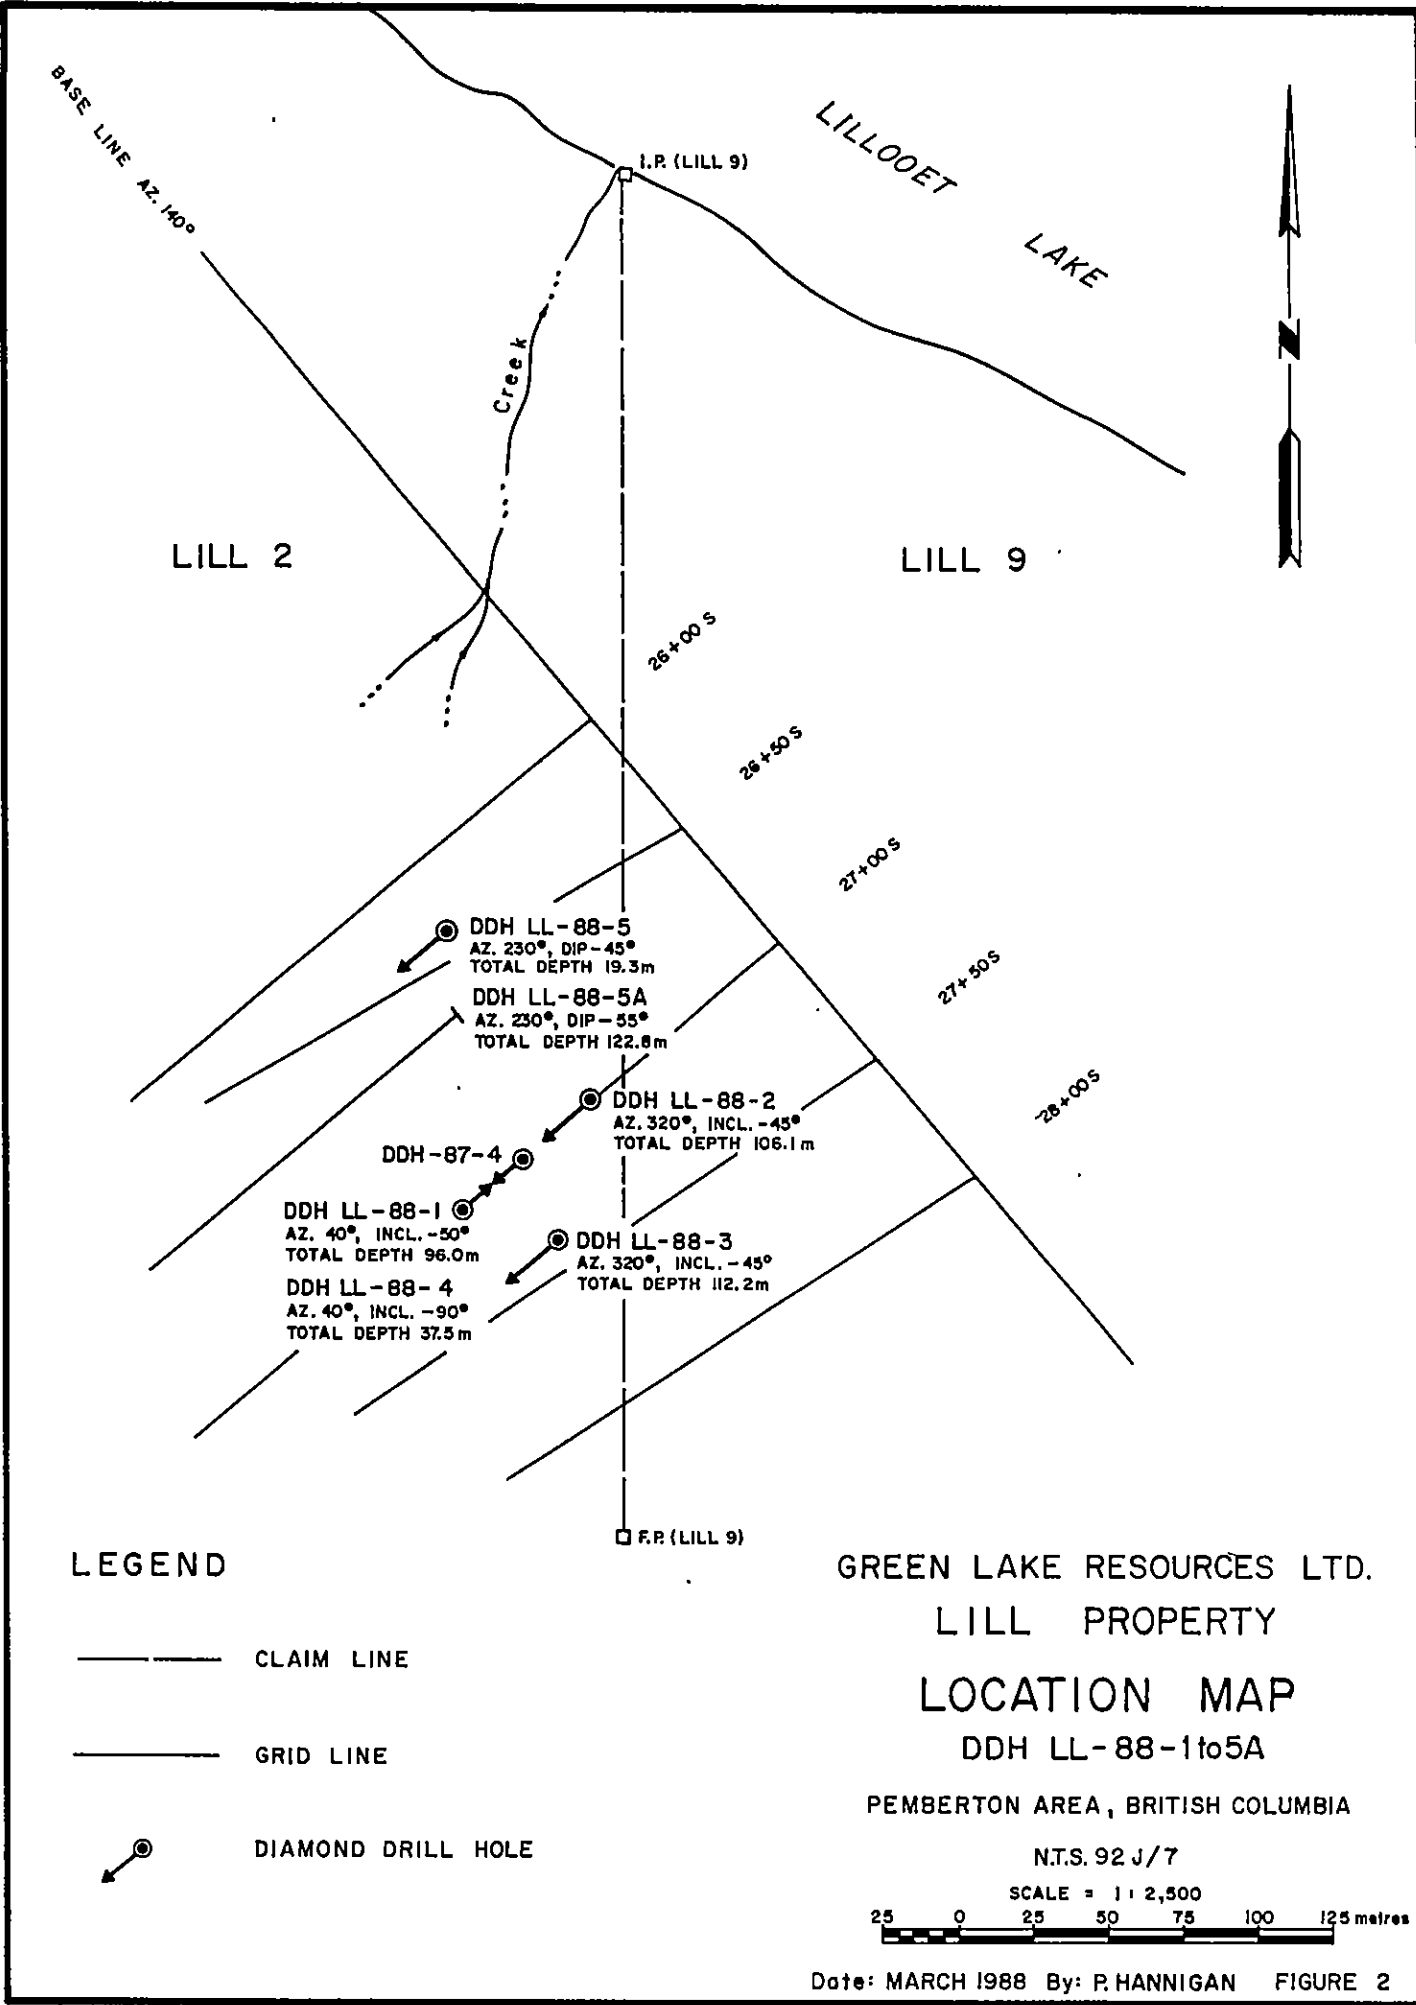 BASE LINE AZ. 140°
LILLOOET
LAKE
I.P. (LILL 9)
N
Creek
LILL 2
LILL 9
26+00 S
26+50 S
27+00 S
27+50 S
28+00 S
DDH LL-88-5
AZ. 230°, DIP-45°
TOTAL DEPTH 19.3m
DDH LL-88-5A
AZ. 230°, DIP-55°
TOTAL DEPTH 122.8m
DDH LL-88-2
AZ. 320°, INCL. -45°
TOTAL DEPTH 106.1m
DDH-87-4
DDH LL-88-1
AZ. 40°, INCL. -50°
TOTAL DEPTH 96.0m
DDH LL-88-4
AZ. 40°, INCL. -90°
TOTAL DEPTH 37.5m
DDH LL-88-3
AZ. 320°, INCL. -45°
TOTAL DEPTH 112.2m
F.P. (LILL 9)
LEGEND
CLAIM LINE
GRID LINE
DIAMOND DRILL HOLE
GREEN LAKE RESOURCES LTD.
LILL PROPERTY
LOCATION MAP
DDH LL-88-1to5A
PEMBERTON AREA, BRITISH COLUMBIA
N.T.S. 92 J/7
SCALE = 1:2,500
25 0 25 50 75 100 125 metres
Date: MARCH 1988 By: P. HANNIGAN FIGURE 2